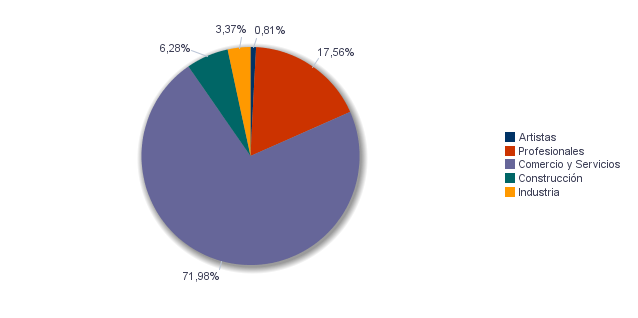 3,37%
0,81%
6,28%
17,56%
71,98%
Artistas
Profesionales
Comercio y Servicios
Construcción
Industria